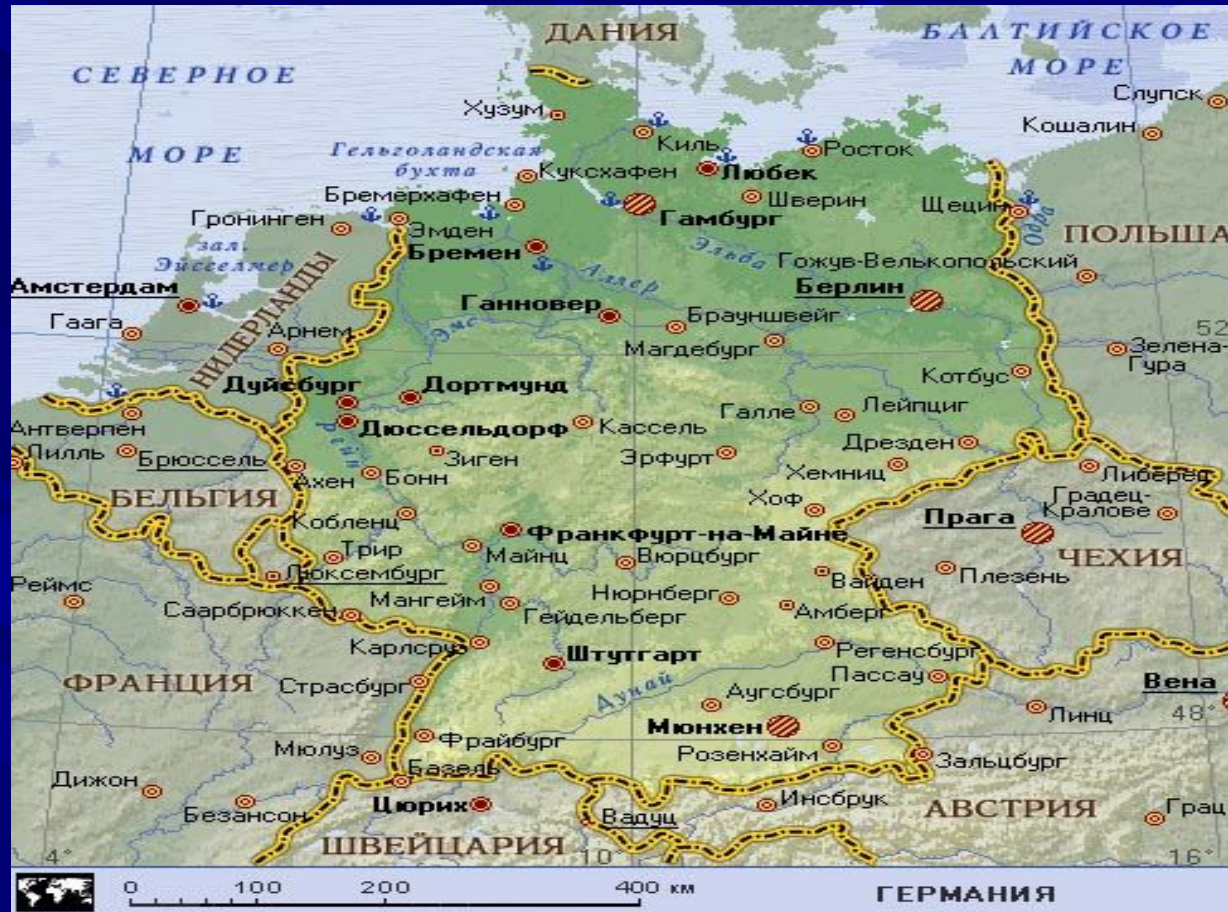 ДАНИЯ
БАЛТИЙСКОЕ
МОРЕ
СЕВЕРНОЕ
МОРЕ
Слупск
Хузум
Кошалин
Киль
Росток
Гельголандская
бухта
Куксхафен
Любек
Бремерхафен
Шверин
Щецин
Гронинген
Эмден
Гамбург
Одра
ПОЛЬША
зал.
Эйсселмер
Бремен
Эльба
Гожув-Велькопольский
Аллер
Амстердам
Берлин
Ганновер
НИДЕРЛАНДЫ
Гаага
Арнем
Эмс
Брауншвейг
52
Магдебург
Зелена-
Гура
Дуйсбург
Дортмунд
Котбус
Антверпен
Дюссельдорф
Кассель
Галле
Лейпциг
Рейн
Лилль
Брюссель
Зиген
Эрфурт
Дрезден
Ахен
Бонн
Хемниц
Либерец
БЕЛЬГИЯ
Хоф
Градец-
Кралове
Кобленц
Франкфурт-на-Майне
Прага
Трир
Майнц
Вюрцбург
ЧЕХИЯ
Люксембург
Вайден
Плезень
Реймс
Мангейм
Нюрнберг
Саарбрюккен
Гейдельберг
Амберг
Карлсруэ
Регенсбург
Штутгарт
ФРАНЦИЯ
Страсбург
Дунай
Аугсбург
Пассау
Вена
Мюнхен
Линц
48°
Мюлуз
Фрайбург
Розенхайм
Зальцбург
Дижон
Базель
Безансон
Цюрих
Инсбрук
АВСТРИЯ
Вадуц
Грац
ШВЕЙЦАРИЯ
4°
10°
16°
0 100 200 400 км
ГЕРМАНИЯ